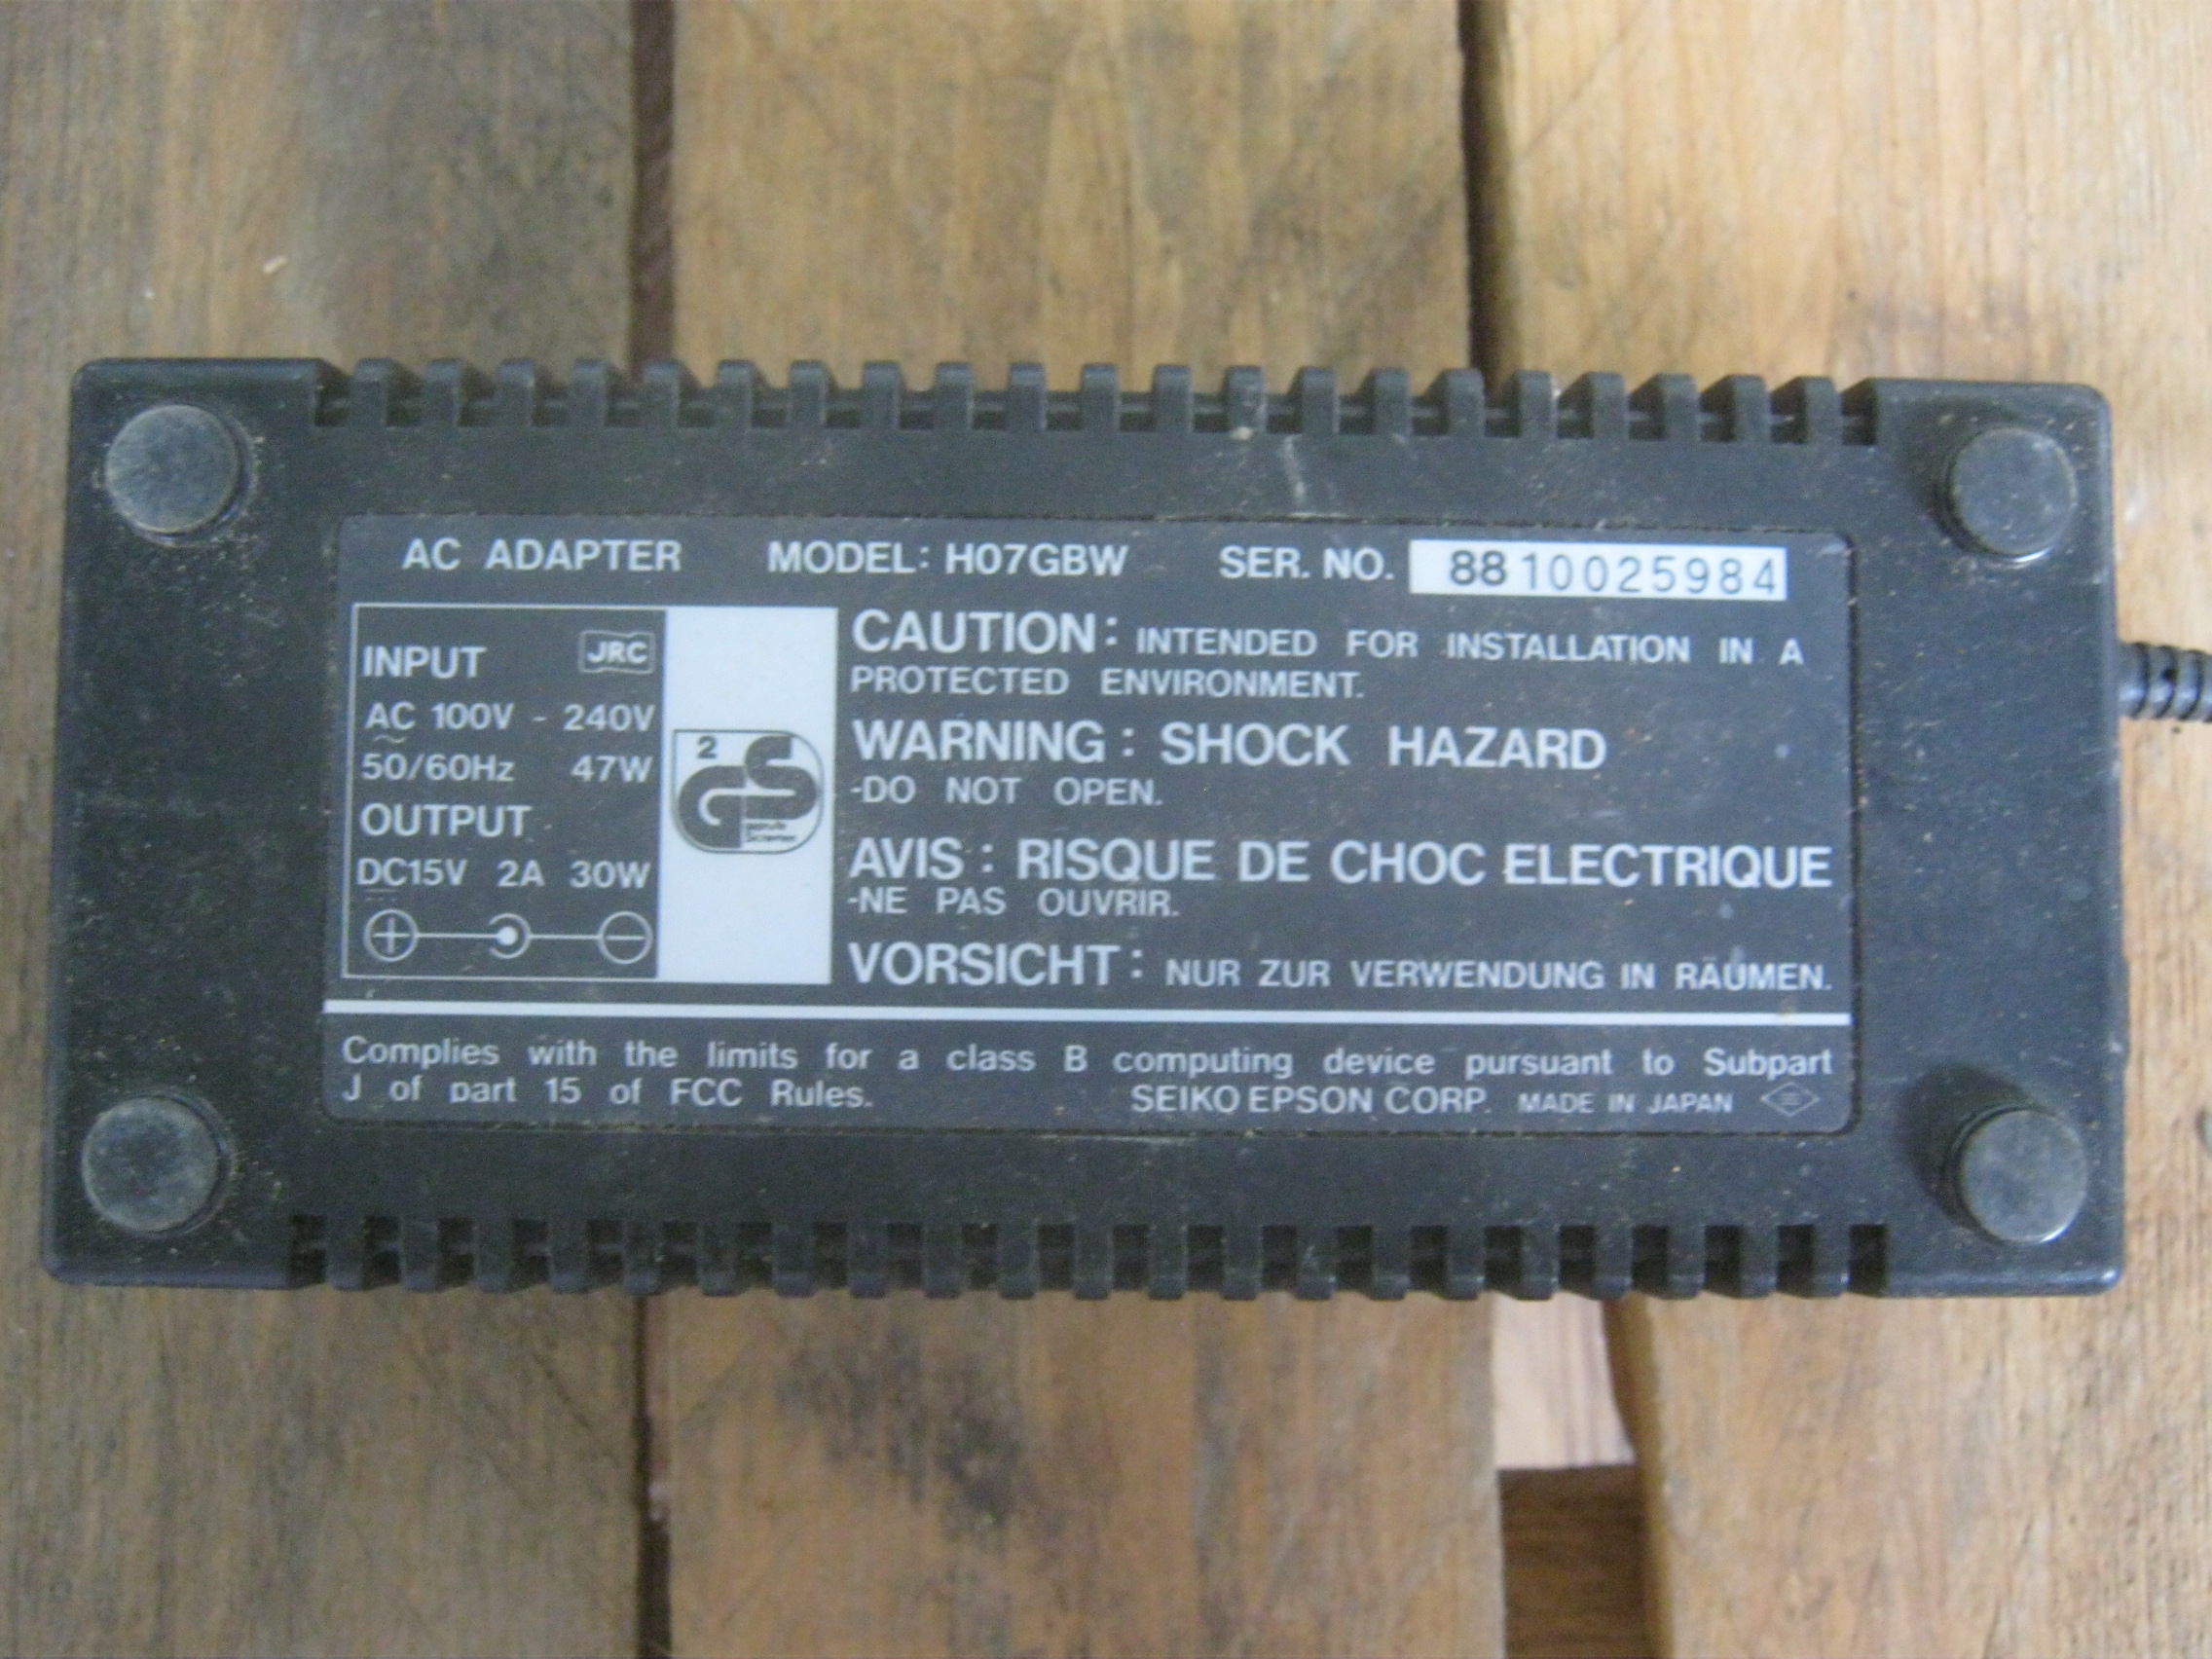 AC ADAPTER MODEL: H07GBW SER. NO. 8810025984
INPUT JRC
AC 100V - 240V
50/60Hz 47W
OUTPUT
DC15V 2A 30W
+ -
2
GS
CAUTION: INTENDED FOR INSTALLATION IN A
PROTECTED ENVIRONMENT.
WARNING: SHOCK HAZARD
-DO NOT OPEN.
AVIS: RISQUE DE CHOC ELECTRIQUE
-NE PAS OUVRIR.
VORSICHT: NUR ZUR VERWENDUNG IN RÄUMEN.
Complies with the limits for a class B computing device pursuant to Subpart
J of part 15 of FCC Rules. SEIKO EPSON CORP. MADE IN JAPAN